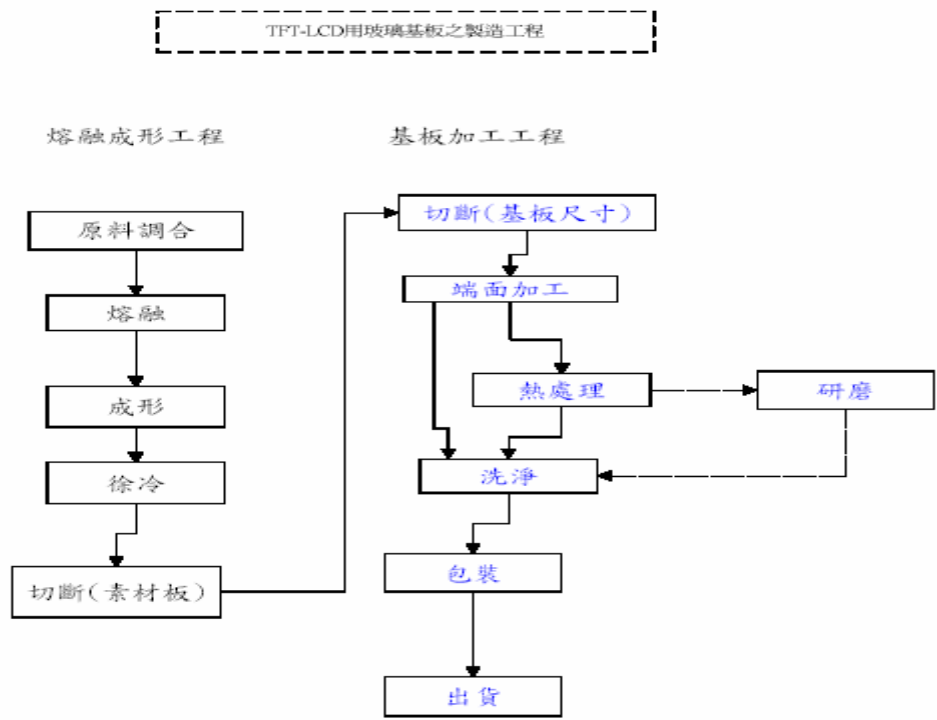 TFT-LCD用玻璃基板之製造工程
熔融成形工程
基板加工工程
原料調合
熔融
成形
徐冷
切斷(素材板)
切斷(基板尺寸)
端面加工
熱處理
研磨
洗淨
包裝
出貨